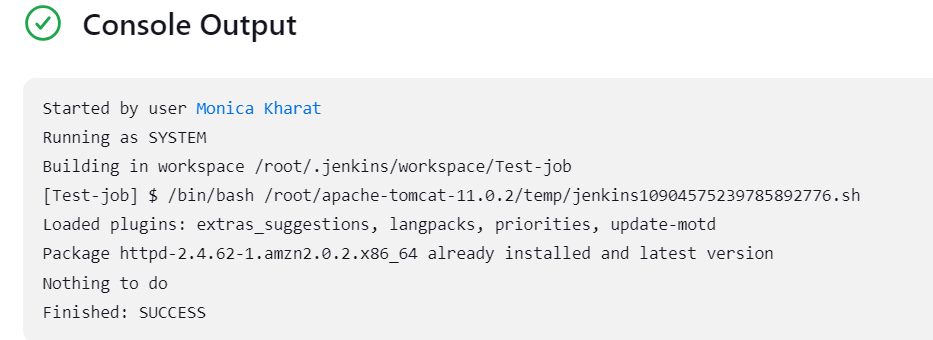 Console Output
Started by user Monica Kharat
Running as SYSTEM
Building in workspace /root/.jenkins/workspace/Test-job
[Test-job] $ /bin/bash /root/apache-tomcat-11.0.2/temp/jenkins10904575239785892776.sh
Loaded plugins: extras_suggestions, langpacks, priorities, update-motd
Package httpd-2.4.62-1.amzn2.0.2.x86_64 already installed and latest version
Nothing to do
Finished: SUCCESS